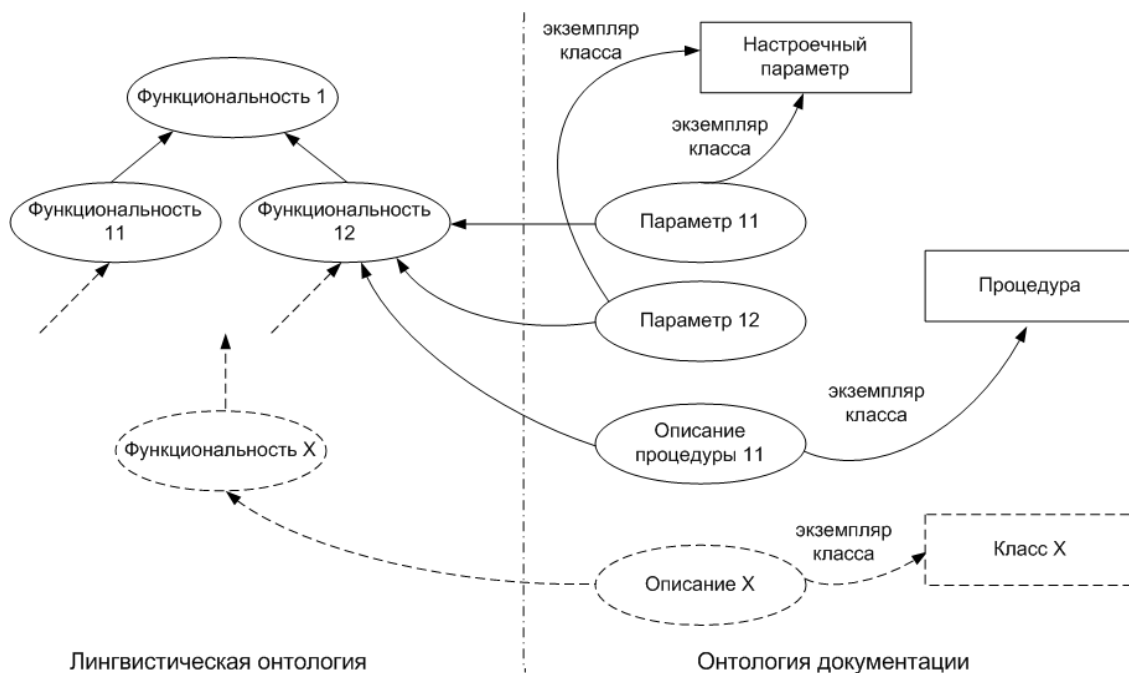 экземпляр
класса
Настроечный
параметр
Функциональность 1
экземпляр
класса
Функциональность
11
Функциональность
12
Параметр 11
Процедура
Параметр 12
экземпляр
класса
Описание
процедуры 11
Функциональность X
экземпляр
класса
Класс X
Описание X
Лингвистическая онтология
Онтология документации